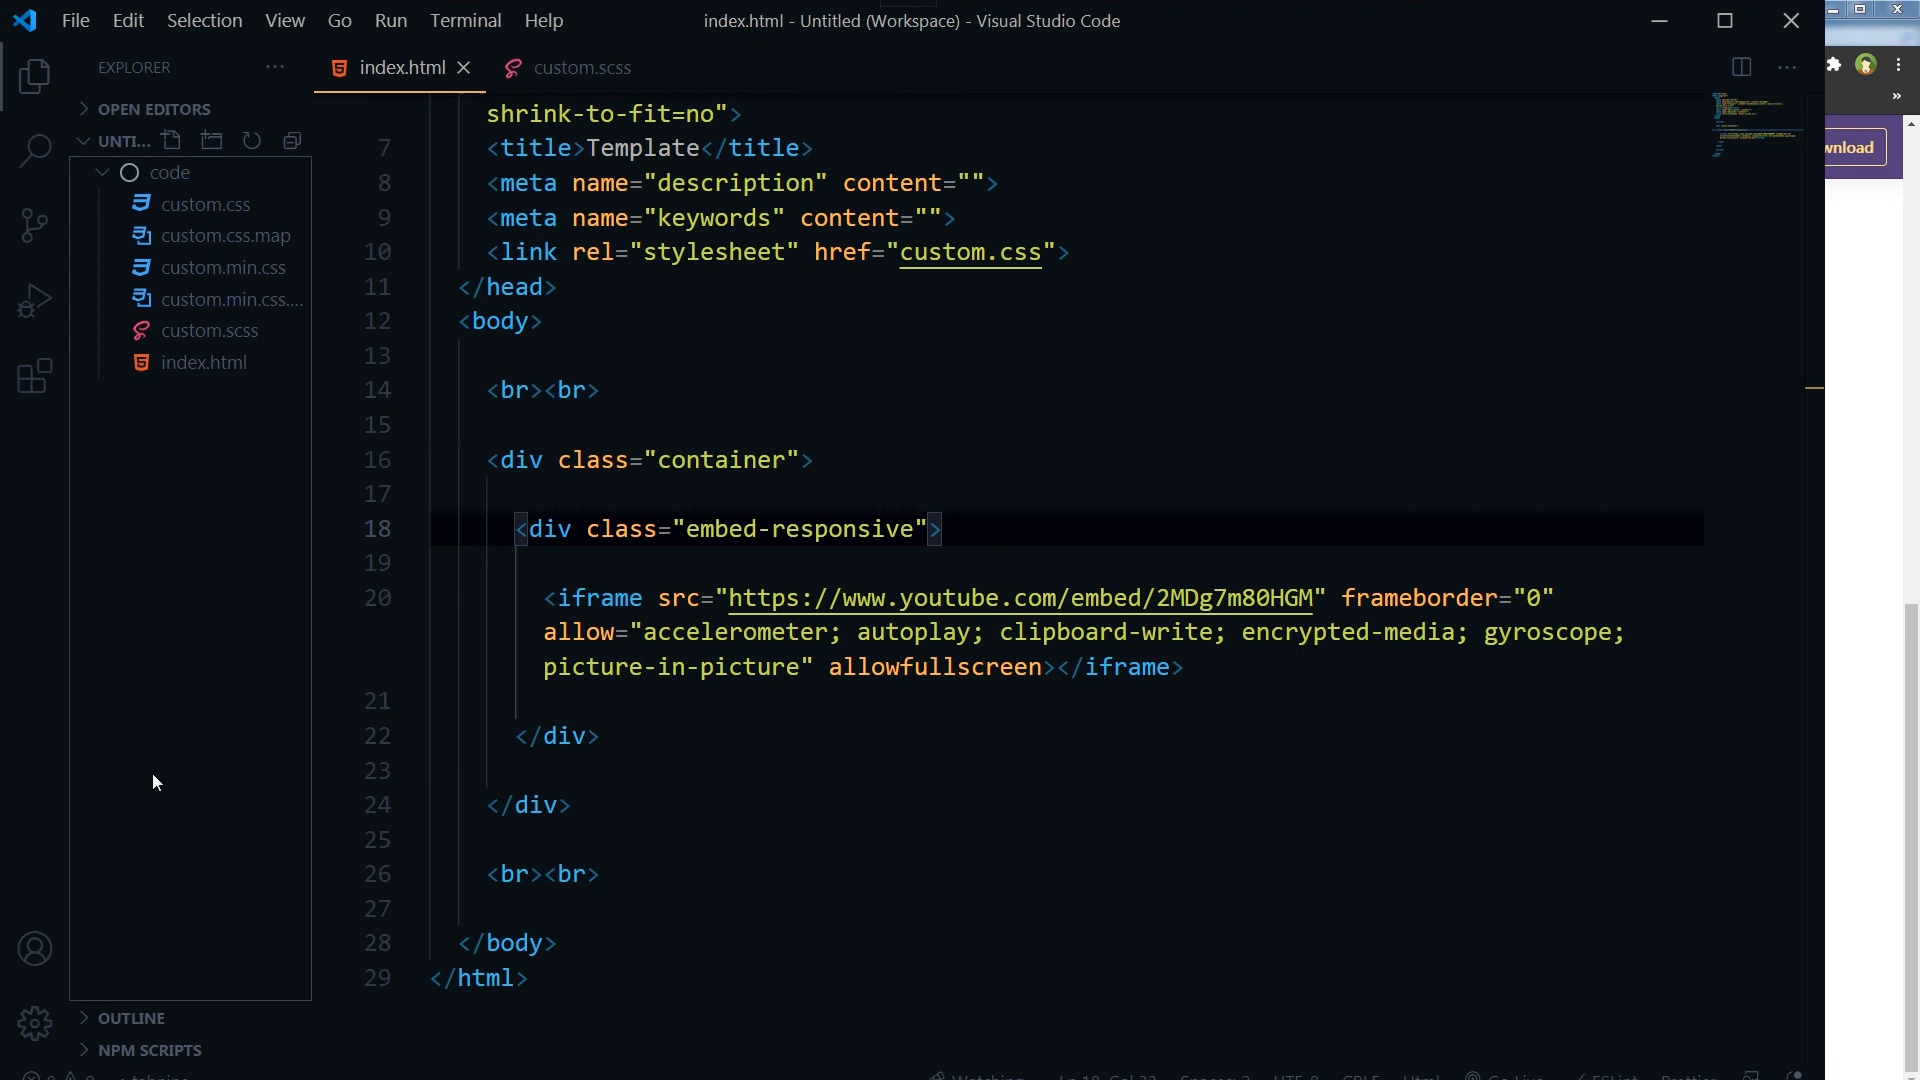 File Edit Selection View Go Run Terminal Help
index.html - Untitled (Workspace) - Visual Studio Code
EXPLORER
index.html
custom.scss
OPEN EDITORS
UNTI...
code
custom.css
custom.css.map
custom.min.css
custom.min.css....
custom.scss
index.html
OUTLINE
NPM SCRIPTS
shrink-to-fit=no">
7 <title>Template</title>
8 <meta name="description" content="">
9 <meta name="keywords" content="">
10 <link rel="stylesheet" href="custom.css">
11 </head>
12 <body>
13
14 <br><br>
15
16 <div class="container">
17
18 <div class="embed-responsive">
19
20 <iframe src="https://www.youtube.com/embed/2MDg7m80HGM" frameborder="0"
allow="accelerometer; autoplay; clipboard-write; encrypted-media; gyroscope;
picture-in-picture" allowfullscreen></iframe>
21
22 </div>
23
24 </div>
25
26 <br><br>
27
28 </body>
29 </html>
wnload